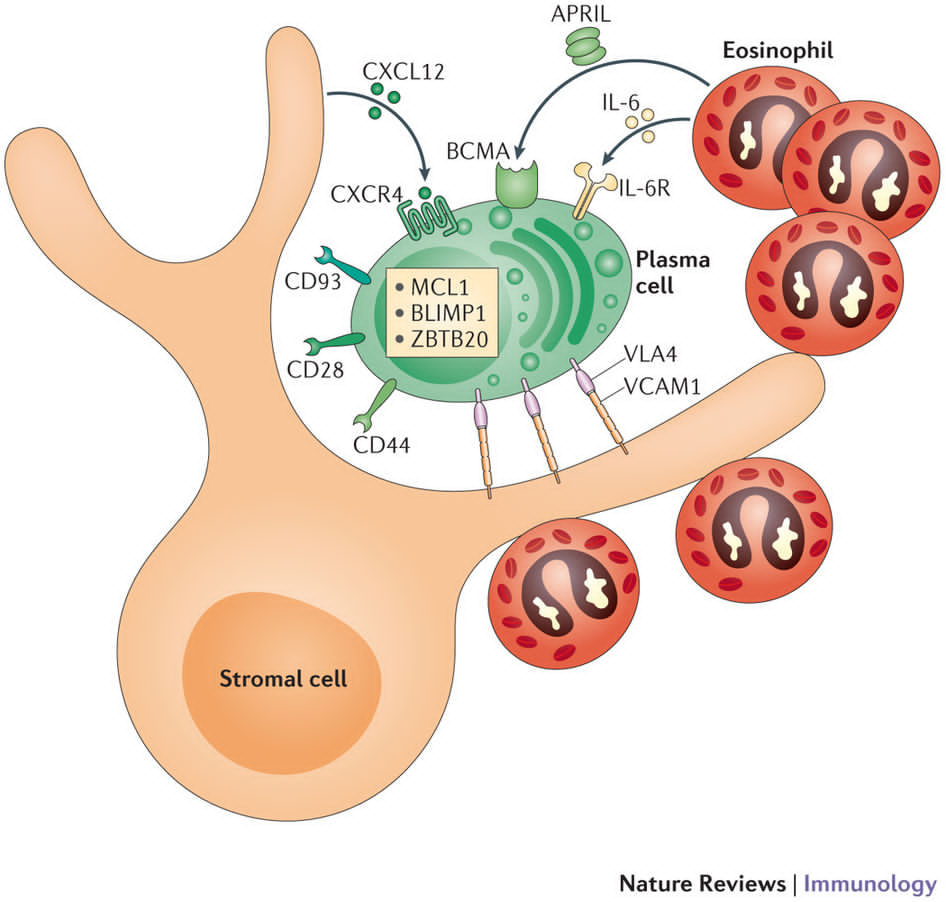 APRIL
Eosinophil
CXCL12
IL-6
BCMA
CXCR4
IL-6R
CD93
Plasma
cell
• MCL1
• BLIMP1
• ZBTB20
CD28
VLA4
VCAM1
CD44
Stromal cell
Nature Reviews | Immunology